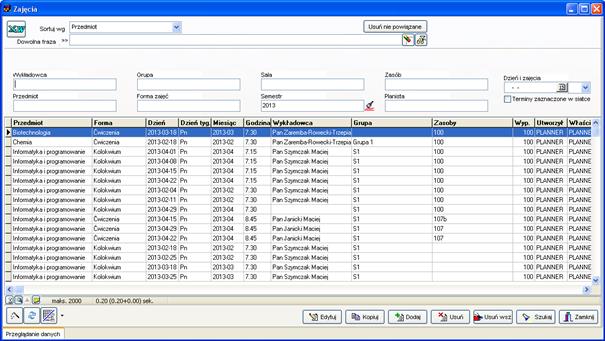 Zajęcia
Sortuj wg Przedmiot Usuń nie powiązane
Dowolna fraza >>
Wykładowca Grupa Sala Zasób Dzień i zajęcia
Przedmiot Forma zajęć Semestr Planista Terminy zaznaczone w siatce
2013
Przedmiot Forma Dzień Dzień tyg. Miesiąc Godzina Wykładowca Grupa Zasoby Wyp. Utworzył Właści
Biotechnologia Ćwiczenia 2013-03-18 Pn 2013-03 7.30 Pan Zaremba-Rowecki-Trzepia 100 100 PLANNER PLANNE
Chemia Ćwiczenia 2013-02-18 Pn 2013-02 7.30 Pan Zaremba-Rowecki-Trzepia Grupa 1 100 100 PLANNER PLANNE
Informatyka i programowanie Kolokwium 2013-04-01 Pn 2013-04 7.15 Pan Szymczak Maciej S1 100 100 PLANNER PLANNE
Informatyka i programowanie Kolokwium 2013-04-08 Pn 2013-04 7.15 Pan Szymczak Maciej S1 100 100 PLANNER PLANNE
Informatyka i programowanie Kolokwium 2013-04-15 Pn 2013-04 7.15 Pan Szymczak Maciej S1 100 100 PLANNER PLANNE
Informatyka i programowanie Kolokwium 2013-04-22 Pn 2013-04 7.15 Pan Szymczak Maciej S1 100 100 PLANNER PLANNE
Informatyka i programowanie Kolokwium 2013-02-04 Pn 2013-02 7.30 Pan Szymczak Maciej S1 100 100 PLANNER PLANNE
Informatyka i programowanie Kolokwium 2013-02-11 Pn 2013-02 7.30 Pan Szymczak Maciej S1 100 100 PLANNER PLANNE
Informatyka i programowanie Ćwiczenia 2013-04-29 Pn 2013-04 7.30 S1 100 100 PLANNER PLANNE
Informatyka i programowanie Ćwiczenia 2013-04-15 Pn 2013-04 8.45 Pan Janicki Maciej S1 107b 100 PLANNER PLANNE
Informatyka i programowanie Ćwiczenia 2013-04-29 Pn 2013-04 8.45 Pan Janicki Maciej S1 107 100 PLANNER PLANNE
Informatyka i programowanie Ćwiczenia 2013-04-22 Pn 2013-04 8.45 Pan Janicki Maciej S1 107 100 PLANNER PLANNE
Informatyka i programowanie Kolokwium 2013-02-18 Pn 2013-02 7.30 Pan Szymczak Maciej S1 100 PLANNER PLANNE
Informatyka i programowanie Kolokwium 2013-02-25 Pn 2013-02 7.30 Pan Szymczak Maciej S1 100 PLANNER PLANNE
Informatyka i programowanie Kolokwium 2013-03-18 Pn 2013-03 7.30 Pan Szymczak Maciej S1 100 PLANNER PLANNE
Informatyka i programowanie Kolokwium 2013-03-25 Pn 2013-03 7.30 Pan Szymczak Maciej S1 100 PLANNER PLANNE
maks. 2000 0.20 (0.20+0.00) sek.
Edytuj Kopiuj Dodaj Usuń Usuń wsz Szukaj Zamknij
Przeglądanie danych